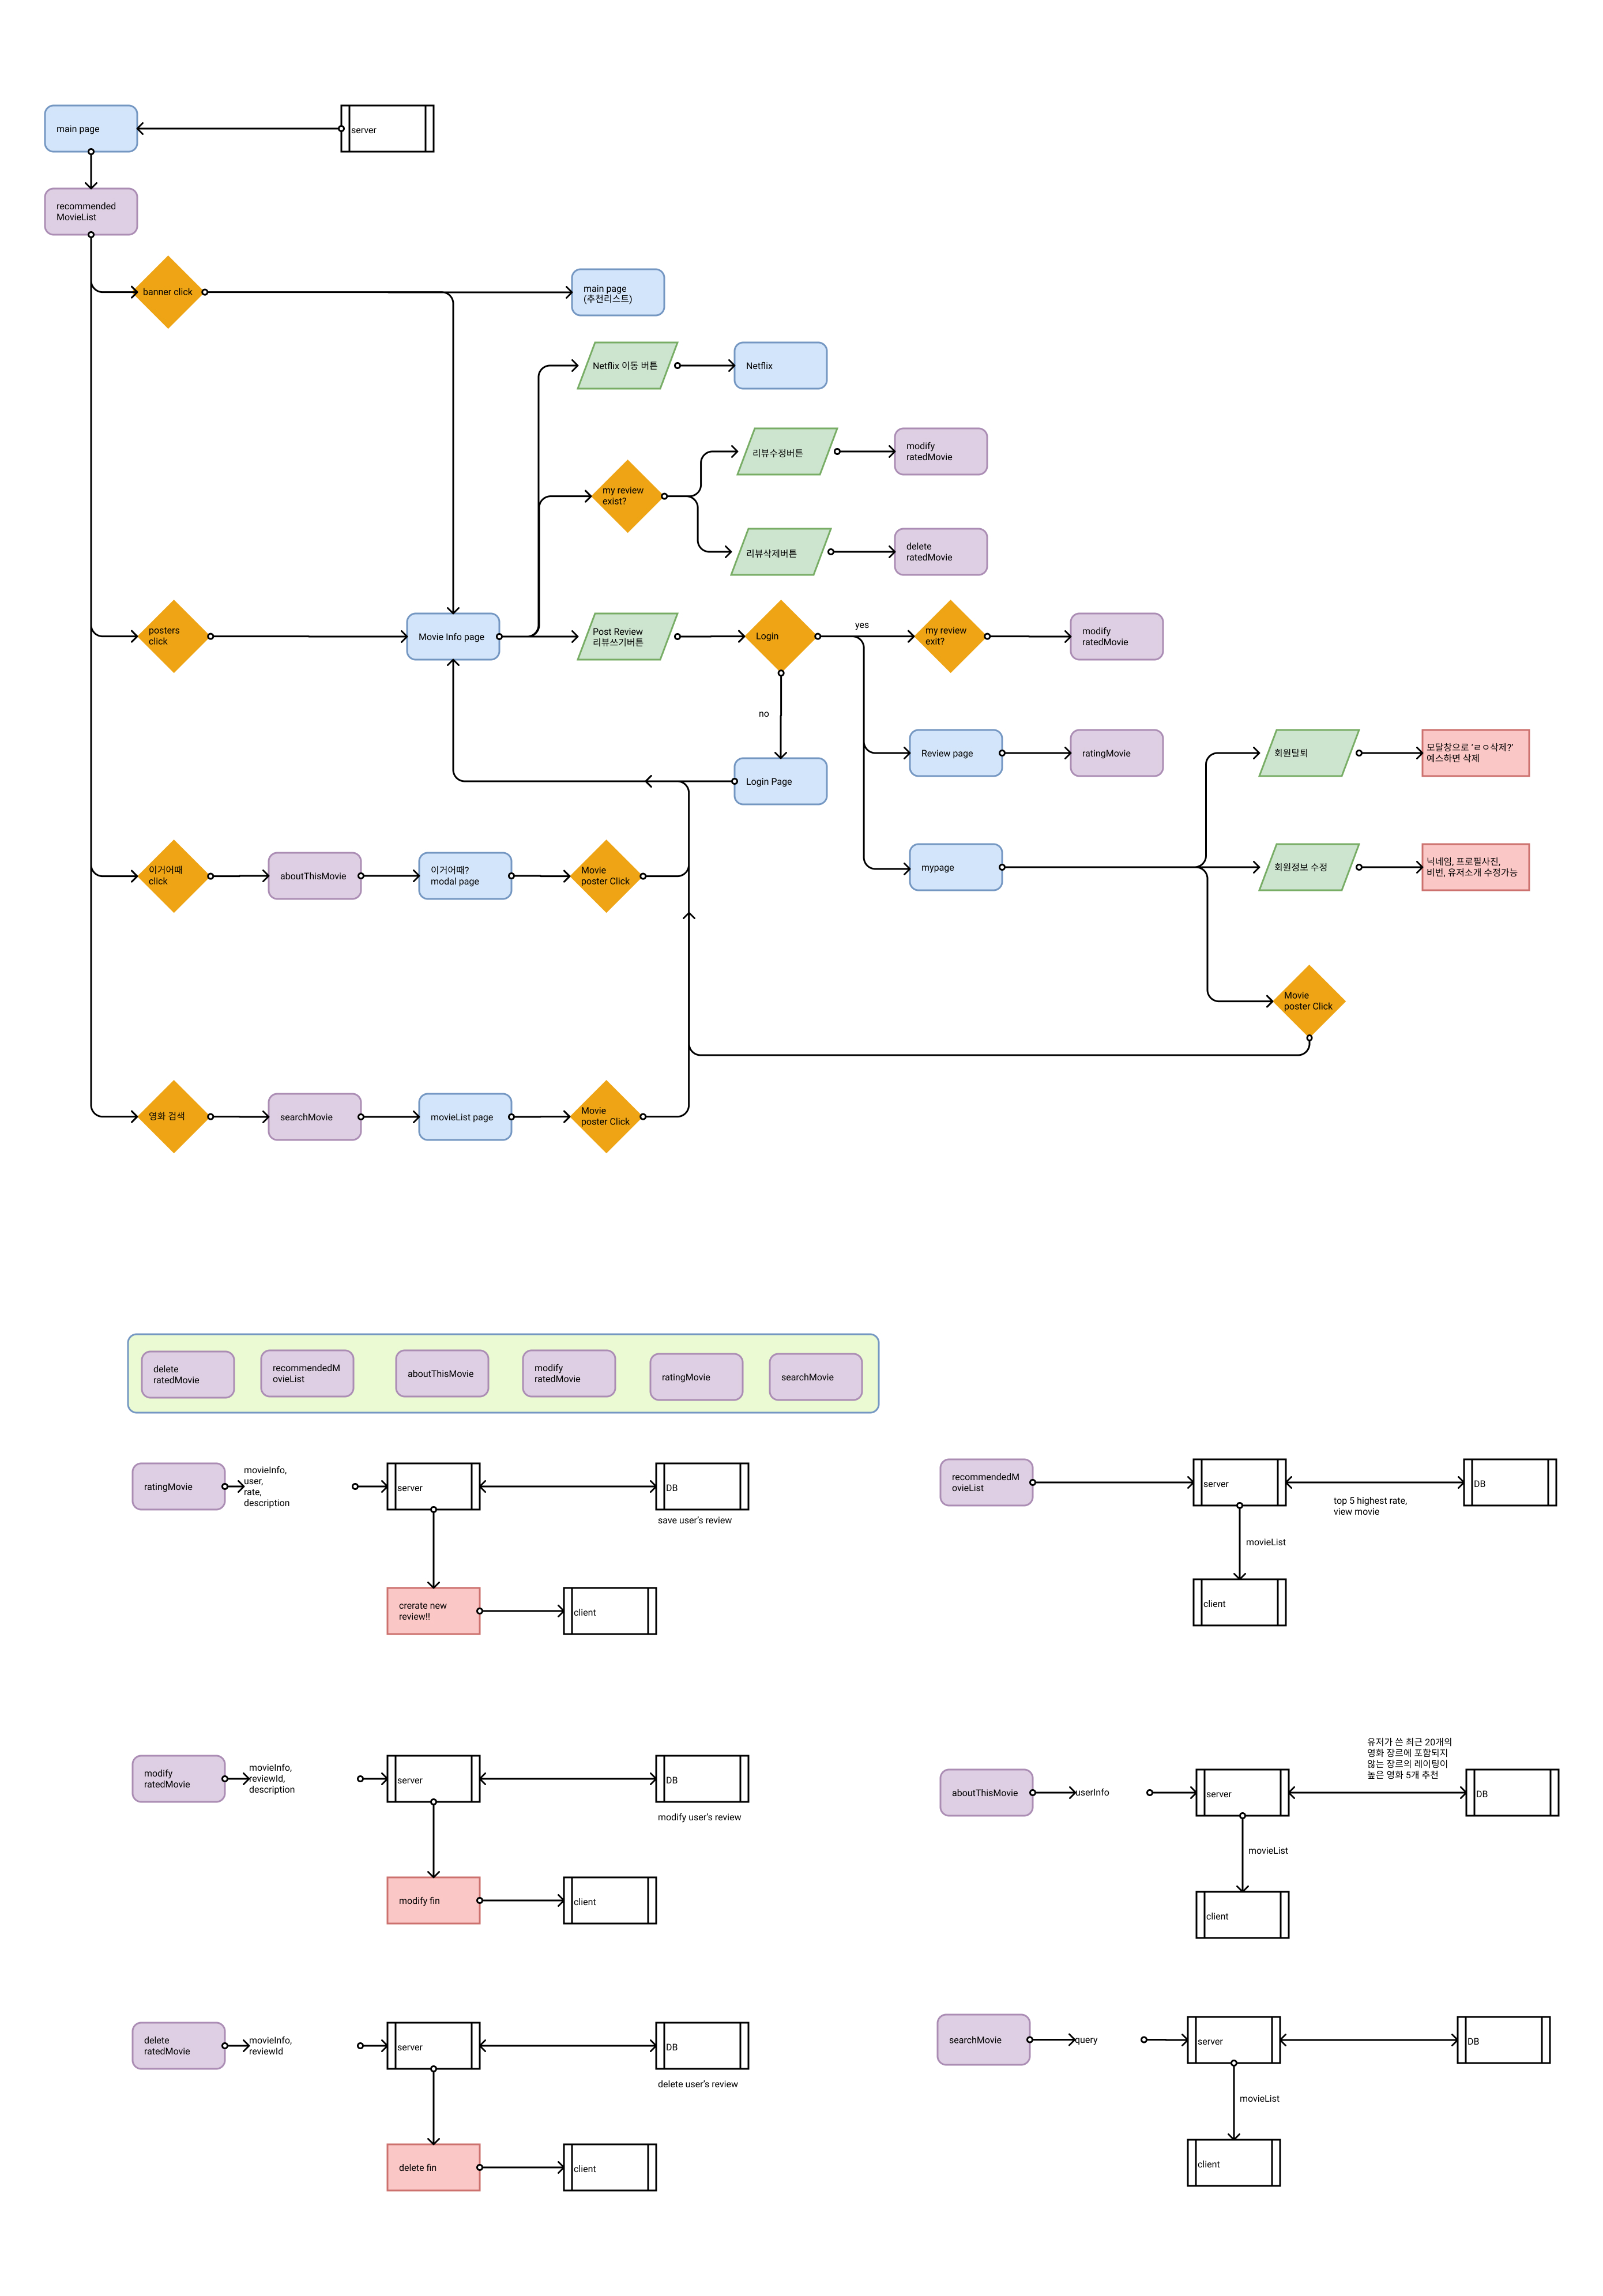 main page
server
recommended
MovieList
banner click
main page
(추천리스트)
Netflix 이동 버튼
Netflix
리뷰수정버튼
modify
ratedMovie
my review
exist?
리뷰삭제버튼
delete
ratedMovie
posters
click
Movie Info page
Post Review
리뷰쓰기버튼
Login
yes
my review
exit?
modify
ratedMovie
no
Review page
ratingMovie
회원탈퇴
모달창으로 ‘ㄹㅇ삭제?’
예스하면 삭제
Login Page
이거어때
click
aboutThisMovie
이거어때?
modal page
Movie
poster Click
mypage
회원정보 수정
닉네임, 프로필사진,
비번, 유저소개 수정가능
Movie
poster Click
영화 검색
searchMovie
movieList page
Movie
poster Click
delete
ratedMovie
recommendedM
ovieList
aboutThisMovie
modify
ratedMovie
ratingMovie
searchMovie
ratingMovie
movieInfo,
user,
rate,
description
server
DB
save user’s review
crerate new
review!!
client
recommendedM
ovieList
server
top 5 highest rate,
view movie
DB
movieList
client
modify
ratedMovie
movieInfo,
reviewId,
description
server
DB
modify user’s review
modify fin
client
aboutThisMovie
userInfo
server
유저가 쓴 최근 20개의
영화 장르에 포함되지
않는 장르의 레이팅이
높은 영화 5개 추천
DB
movieList
client
delete
ratedMovie
movieInfo,
reviewId
server
DB
delete user’s review
delete fin
client
searchMovie
query
server
DB
movieList
client